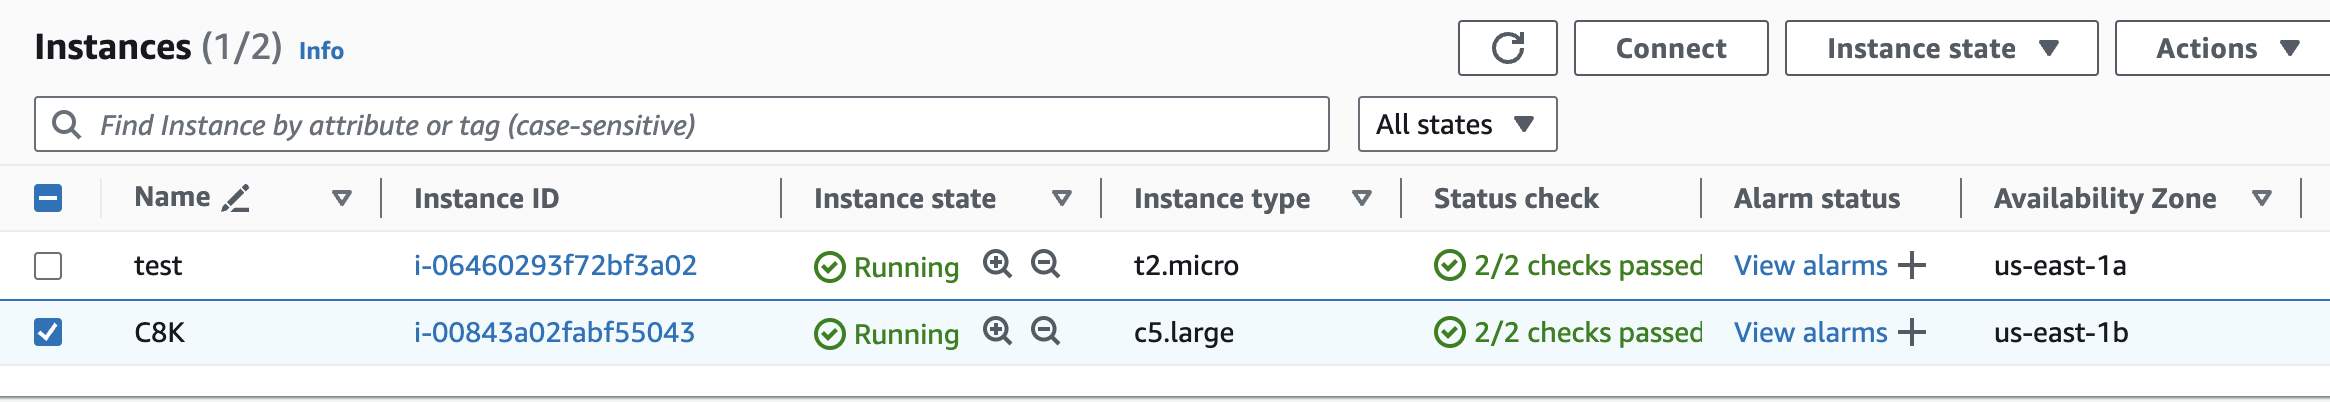 Instances (1/2) Info
Connect
Instance state
Actions
Find Instance by attribute or tag (case-sensitive)
All states
Name Instance ID Instance state Instance type Status check Alarm status Availability Zone
test i-06460293f72bf3a02 Running t2.micro 2/2 checks passed View alarms us-east-1a
C8K i-00843a02fabf55043 Running c5.large 2/2 checks passed View alarms us-east-1b